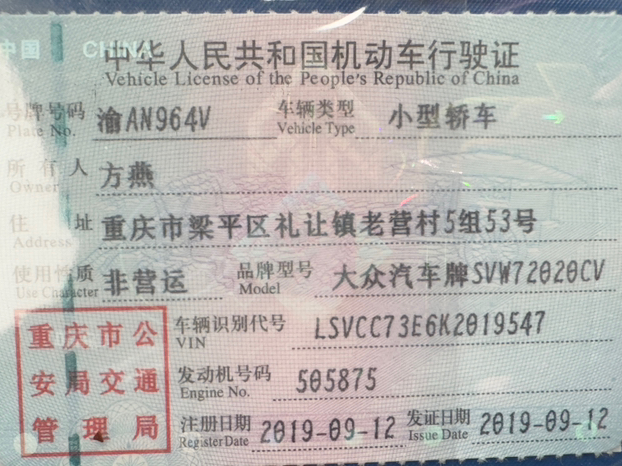 中国 CHINA
中华人民共和国机动车行驶证
Vehicle License of the People's Republic of China
号牌号码 渝AN964V 车辆类型 小型轿车
Plate No. Vehicle Type
所有人 方燕
Owner
住址 重庆市梁平区礼让镇老营村5组53号
Address
使用性质 非营运 品牌型号 大众汽车牌SVW72020CV
Use Character Model
重庆市公安局交通管理局
车辆识别代号 LSVCC73E6K2019547
VIN
发动机号码 505875
Engine No.
注册日期 2019-09-12 发证日期 2019-09-12
Register Date Issue Date